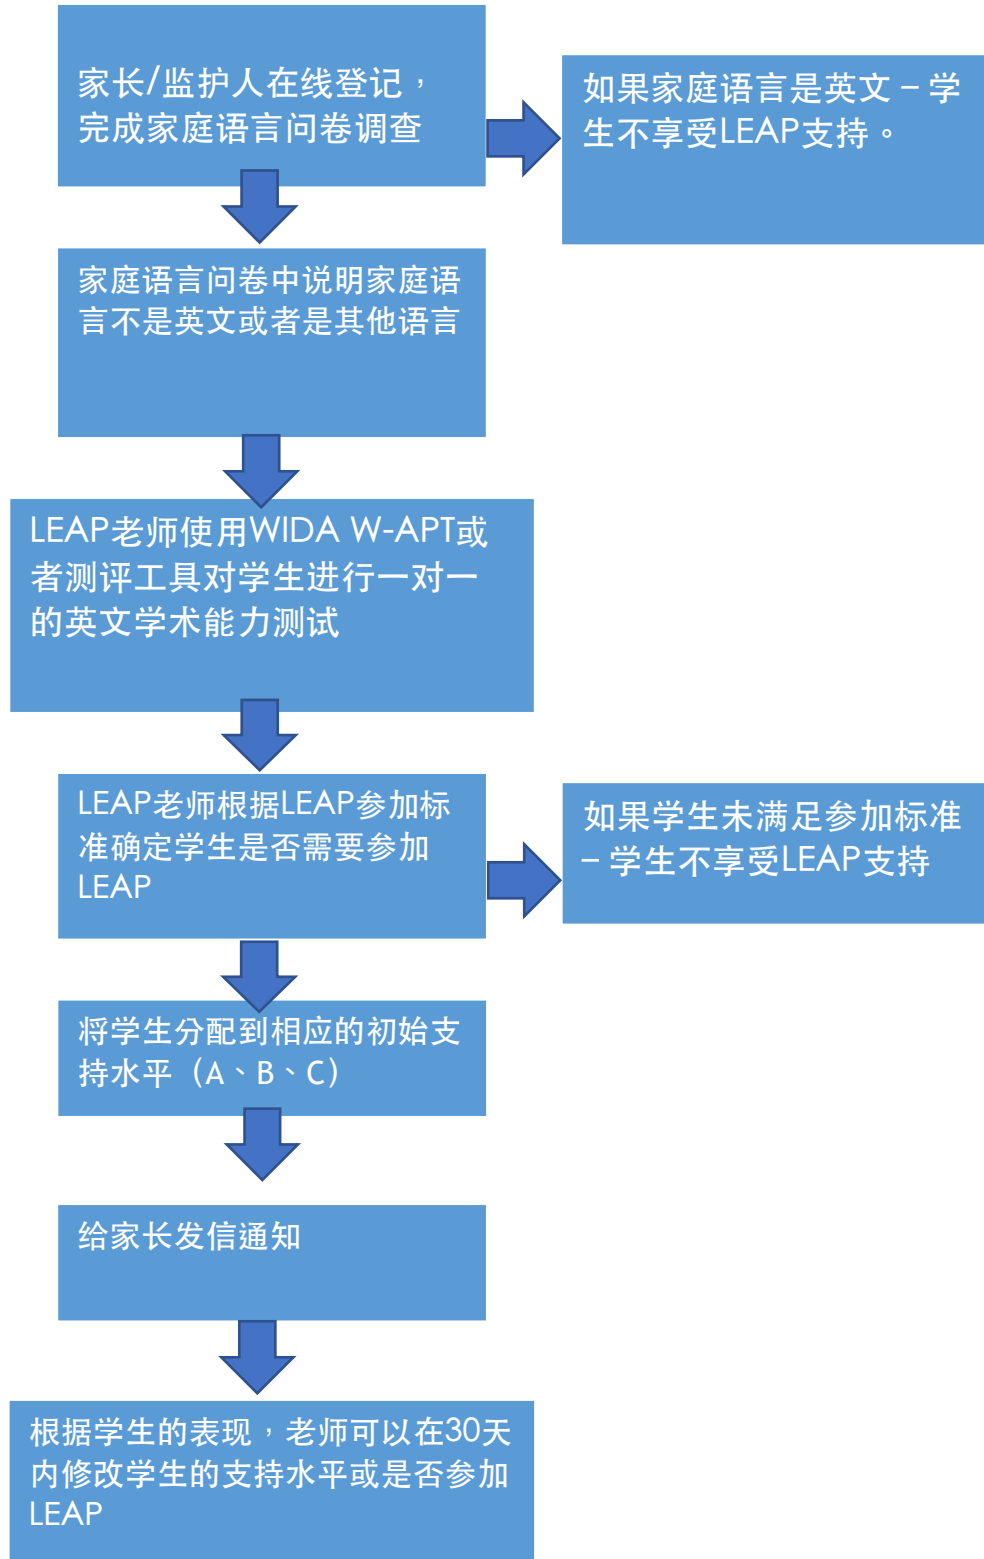 家长/监护人在线登记，
完成家庭语言问卷调查
如果家庭语言是英文 – 学
生不享受LEAP支持。
家庭语言问卷中说明家庭语
言不是英文或者是其他语言
LEAP老师使用WIDA W-APT或
者测评工具对学生进行一对一
的英文学术能力测试
LEAP老师根据LEAP参加标
准确定学生是否需要参加
LEAP
如果学生未满足参加标准
– 学生不享受LEAP支持
将学生分配到相应的初始支
持水平（A、B、C）
给家长发信通知
根据学生的表现，老师可以在30天
内修改学生的支持水平或是否参加
LEAP